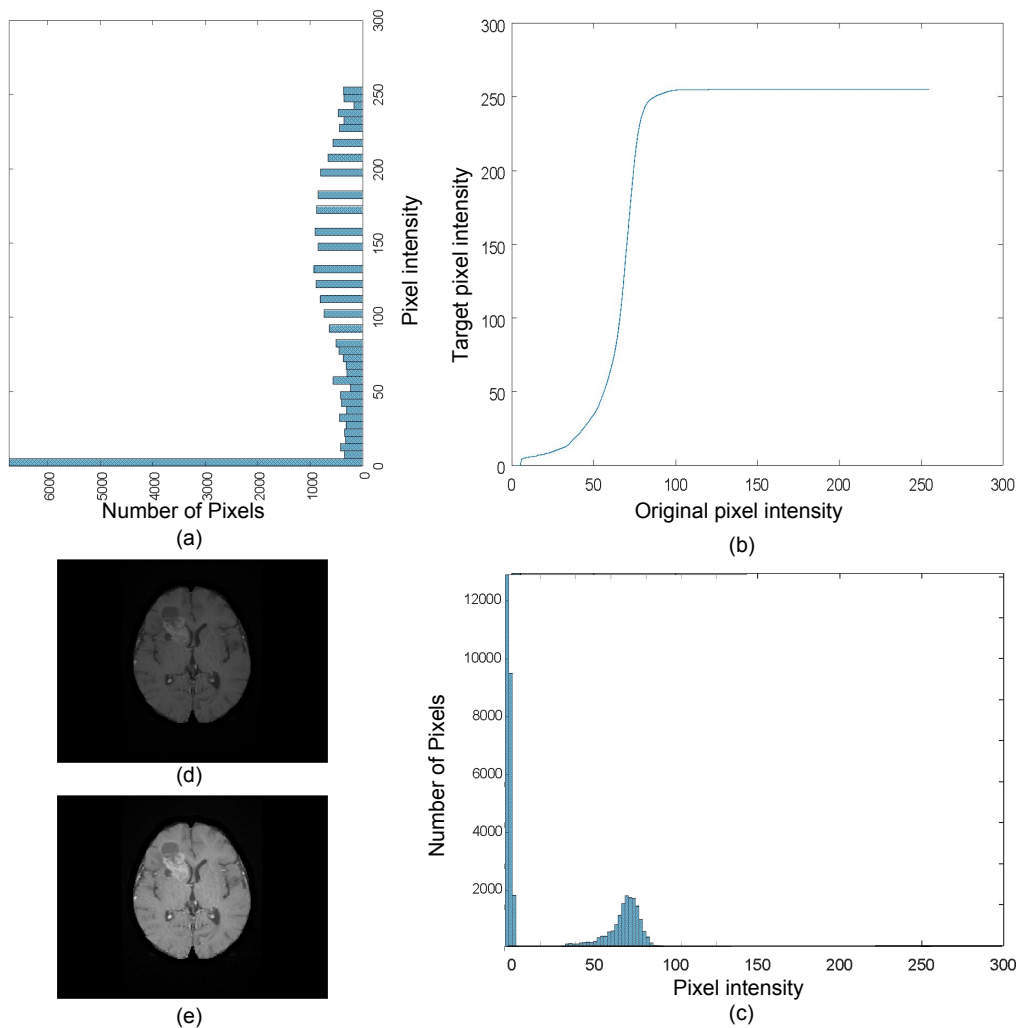 300
250
200
150
100
50
0
Pixel intensity
6000
5000
4000
3000
2000
1000
0
Number of Pixels
(a)
300
250
200
150
100
50
0
Target pixel intensity
0 50 100 150 200 250 300
Original pixel intensity
(b)
(d)
(e)
12000
10000
8000
6000
4000
2000
Number of Pixels
0 50 100 150 200 250 300
Pixel intensity
(c)